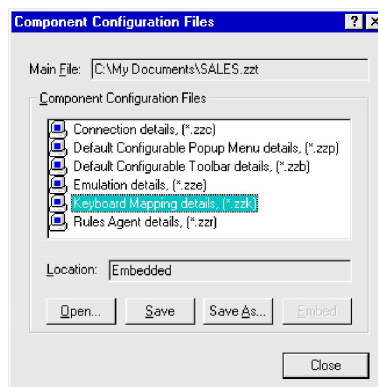 Component Configuration Files
Main File: C:\My Documents\SALES.zzt
Component Configuration Files
Connection details, (*.zzc)
Default Configurable Popup Menu details, (*.zzp)
Default Configurable Toolbar details, (*.zzb)
Emulation details, (*.zze)
Keyboard Mapping details, (*.zzk)
Rules Agent details, (*.zzr)
Location: Embedded
Open... Save Save As... Embed
Close